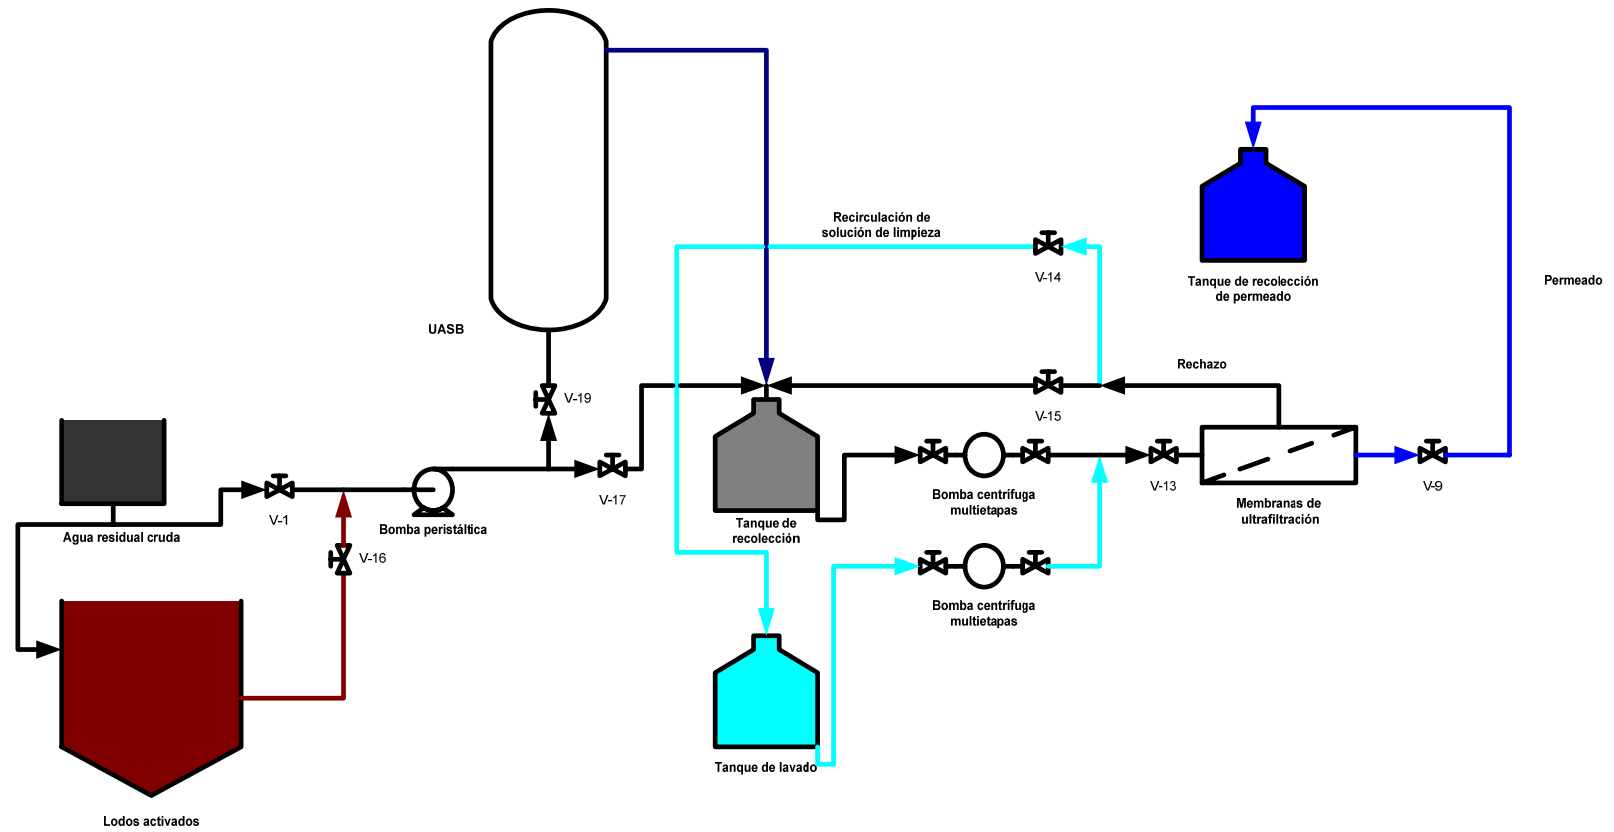 Recirculación de
solución de limpieza
V-14
Tanque de recolección
de permeado
Permeado
UASB
Rechazo
V-19
V-15
V-1
V-17
Bomba peristáltica
Agua residual cruda
V-16
Tanque de
recolección
Bomba centrífuga
multietapas
V-13
Membranas de
ultrafiltración
V-9
Bomba centrífuga
multietapas
Tanque de lavado
Lodos activados